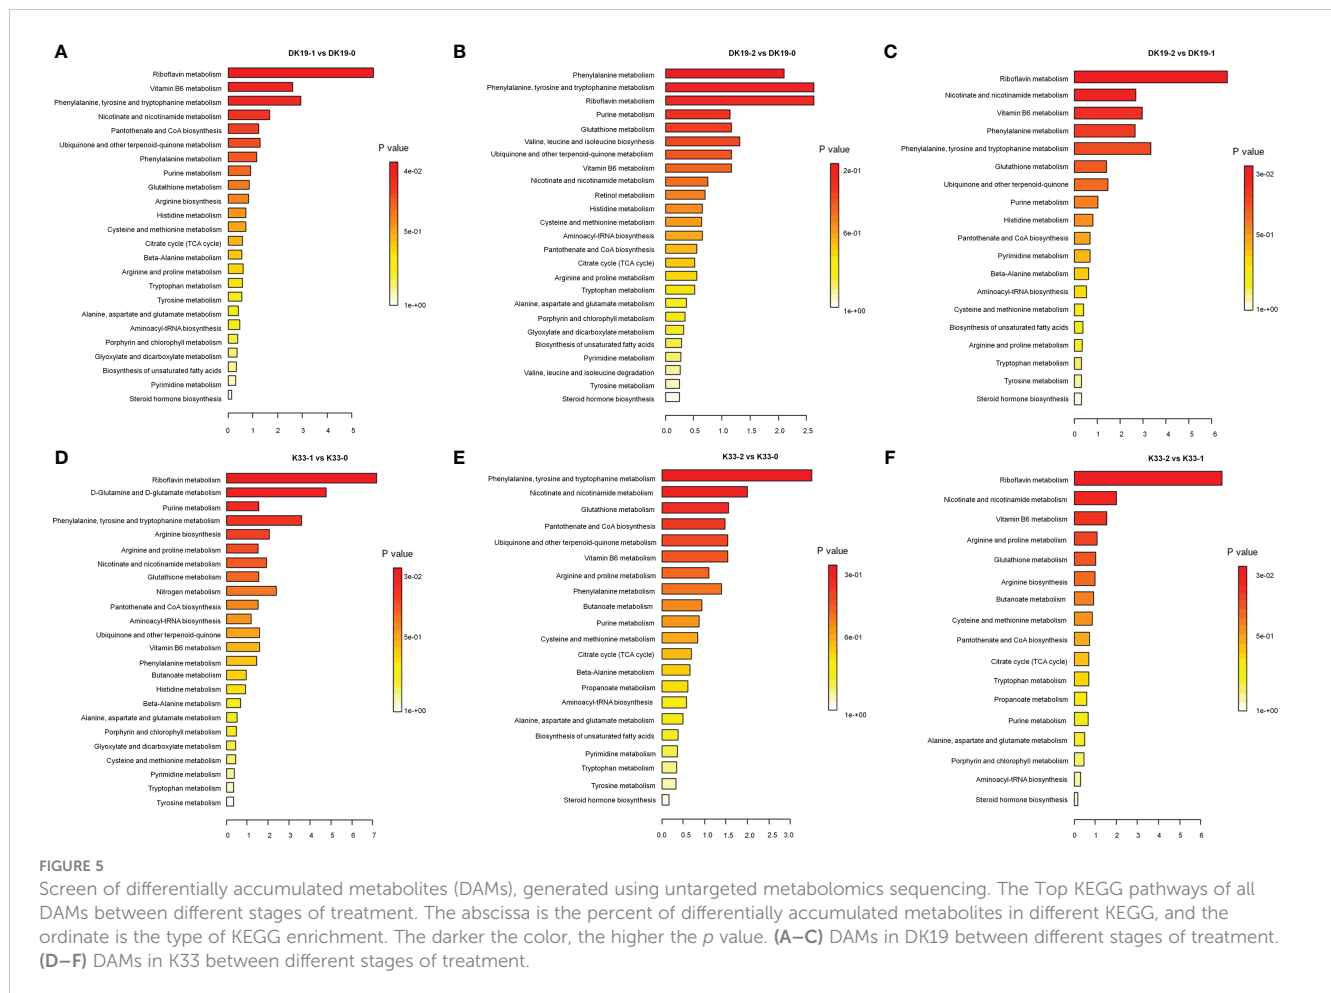 A
DK19-1 vs DK19-0
Riboflavin metabolism
Vitamin B6 metabolism
Phenylalanine, tyrosine and tryptophanine metabolism
Nicotinate and nicotinamide metabolism
Pantothenate and CoA biosynthesis
Ubiquinone and other terpenoid-quinone metabolism
Phenylalanine metabolism
Purine metabolism
Glutathione metabolism
Arginine biosynthesis
Histidine metabolism
Cysteine and methionine metabolism
Citrate cycle (TCA cycle)
Beta-Alanine metabolism
Arginine and proline metabolism
Tryptophan metabolism
Tyrosine metabolism
Alanine, aspartate and glutamate metabolism
Aminoacyl-tRNA biosynthesis
Porphyrin and chlorophyll metabolism
Glyoxylate and dicarboxylate metabolism
Biosynthesis of unsaturated fatty acids
Pyrimidine metabolism
Steroid hormone biosynthesis
0 1 2 3 4 5
P value
4e-02
5e-01
1e+00
B
DK19-2 vs DK19-0
Phenylalanine metabolism
Phenylalanine, tyrosine and tryptophanine metabolism
Riboflavin metabolism
Purine metabolism
Glutathione metabolism
Valine, leucine and isoleucine biosynhesis
Ubiquinone and other terpenoid-quinone metabolism
Vitamin B6 metabolism
Nicotinate and nicotinamide metabolism
Retinol metabolism
Histidine metabolism
Cysteine and methionine metabolism
Aminoacyl-tRNA biosynthesis
Pantothenate and CoA biosynthesis
Citrate cycle (TCA cycle)
Arginine and proline metabolism
Tryptophan metabolism
Alanine, aspartate and glutamate metabolism
Porphyrin and chlorophyll metabolism
Glyoxylate and dicarboxylate metabolism
Biosynthesis of unsaturated fatty acids
Pyrimidine metabolism
Valine, leucine and isoleucine degradation
Tyrosine metabolism
Steroid hormone biosynthesis
0.0 0.5 1.0 1.5 2.0 2.5
P value
2e-01
6e-01
1e+00
C
DK19-2 vs DK19-1
Riboflavin metabolism
Nicotinate and nicotinamide metabolism
Vitamin B6 metabolism
Phenylalanine metabolism
Phenylalanine, tyrosine and tryptophanine metabolism
Glutathione metabolism
Ubiquinone and other terpenoid-quinone
Purine metabolism
Histidine metabolism
Pantothenate and CoA biosynthesis
Pyrimidine metabolism
Beta-Alanine metabolism
Aminoacyl-tRNA biosynthesis
Cysteine and methionine metabolism
Biosynthesis of unsaturated fatty acids
Arginine and proline metabolism
Tryptophan metabolism
Tyrosine metabolism
Steroid hormone biosynthesis
0 1 2 3 4 5 6
P value
3e-02
5e-01
1e+00
D
K33-1 vs K33-0
Riboflavin metabolism
D-Glutamine and D-glutamate metabolism
Purine metabolism
Phenylalanine, tyrosine and tryptophanine metabolism
Arginine biosynthesis
Arginine and proline metabolism
Nicotinate and nicotinamide metabolism
Glutathione metabolism
Nitrogen metabolism
Pantothenate and CoA biosynthesis
Aminoacyl-tRNA biosynthesis
Ubiquinone and other terpenoid-quinone
Vitamin B6 metabolism
Phenylalanine metabolism
Butanoate metabolism
Histidine metabolism
Beta-Alanine metabolism
Alanine, aspartate and glutamate metabolism
Porphyrin and chlorophyll metabolism
Glyoxylate and dicarboxylate metabolism
Cysteine and methionine metabolism
Pyrimidine metabolism
Tryptophan metabolism
Tyrosine metabolism
0 1 2 3 4 5 6 7
P value
3e-02
5e-01
1e+00
E
K33-2 vs K33-0
Phenylalanine, tyrosine and tryptophanine metabolism
Nicotinate and nicotinamide metabolism
Glutathione metabolism
Pantothenate and CoA biosynthesis
Ubiquinone and other terpenoid-quinone metabolism
Vitamin B6 metabolism
Arginine and proline metabolism
Phenylalanine metabolism
Butanoate metabolism
Purine metabolism
Cysteine and methionine metabolism
Citrate cycle (TCA cycle)
Beta-Alanine metabolism
Propanoate metabolism
Aminoacyl-tRNA biosynthesis
Alanine, aspartate and glutamate metabolism
Biosynthesis of unsaturated fatty acids
Pyrimidine metabolism
Tryptophan metabolism
Tyrosine metabolism
Steroid hormone biosynthesis
0.0 0.5 1.0 1.5 2.0 2.5 3.0
P value
3e-01
6e-01
1e+00
F
K33-2 vs K33-1
Riboflavin metabolism
Nicotinate and nicotinamide metabolism
Vitamin B6 metabolism
Arginine and proline metabolism
Glutathione metabolism
Arginine biosynthesis
Butanoate metabolism
Cysteine and methionine metabolism
Pantothenate and CoA biosynthesis
Citrate cycle (TCA cycle)
Tryptophan metabolism
Propanoate metabolism
Purine metabolism
Alanine, aspartate and glutamate metabolism
Porphyrin and chlorophyll metabolism
Aminoacyl-tRNA biosynthesis
Steroid hormone biosynthesis
0 1 2 3 4 5 6
P value
3e-02
5e-01
1e+00
FIGURE 5
Screen of differentially accumulated metabolites (DAMs), generated using untargeted metabolomics sequencing. The Top KEGG pathways of all
DAMs between different stages of treatment. The abscissa is the percent of differentially accumulated metabolites in different KEGG, and the
ordinate is the type of KEGG enrichment. The darker the color, the higher the p value. (A–C) DAMs in DK19 between different stages of treatment.
(D–F) DAMs in K33 between different stages of treatment.